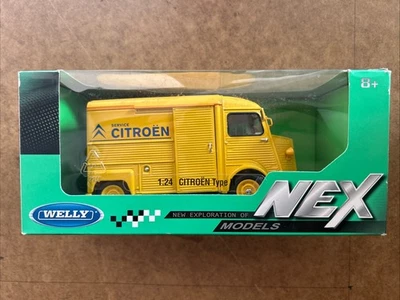 8+
SERVICE
CITROËN
1:24 CITROËN Type
WELLY
NEW EXPLORATION OF
NEX
MODELS